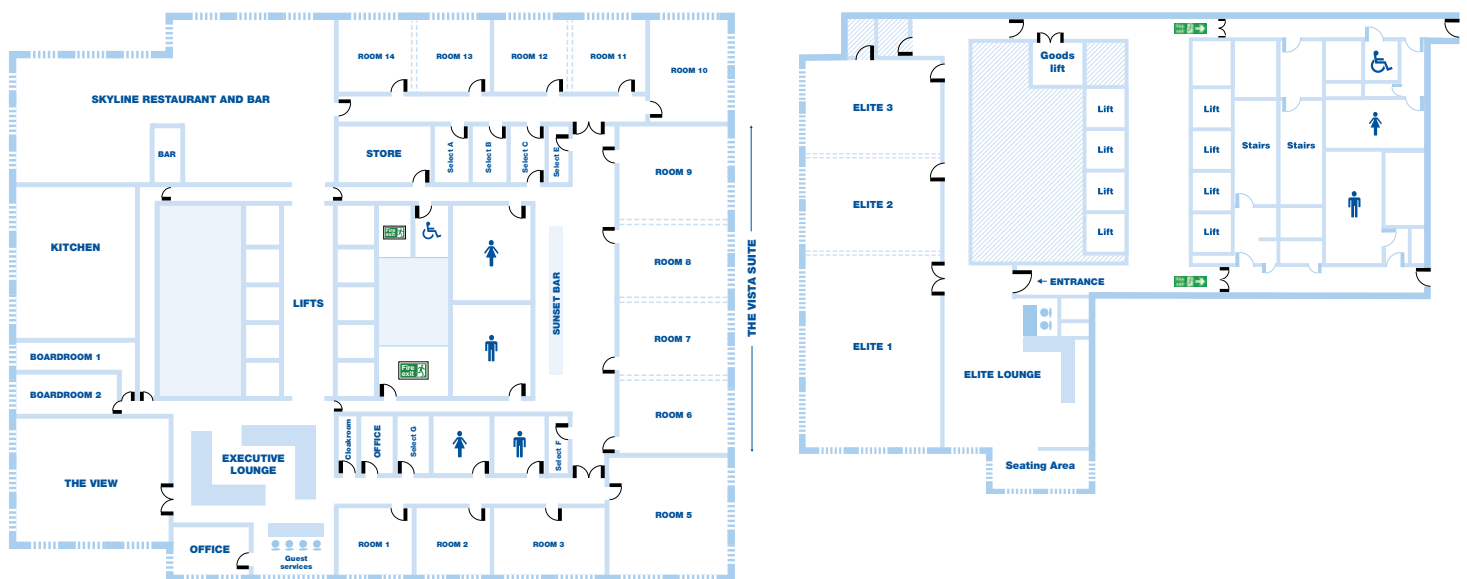 ROOM 14
ROOM 13
ROOM 12
ROOM 11
ROOM 10
SKYLINE RESTAURANT AND BAR
BAR
STORE
Select A
Select B
Select C
Select E
ROOM 9
KITCHEN
Fire
exit
LIFTS
ROOM 8
SUNSET BAR
THE VISTA SUITE
ROOM 7
BOARDROOM 1
Fire
exit
BOARDROOM 2
ROOM 6
Cloakroom
OFFICE
Select G
Select F
EXECUTIVE
LOUNGE
THE VIEW
ROOM 5
OFFICE
Guest
services
ROOM 1
ROOM 2
ROOM 3
Fire
exit
Goods
lift
ELITE 3
Lift
Lift
Lift
Lift
Stairs
Stairs
Lift
Lift
ELITE 2
Lift
Lift
ENTRANCE
Fire
exit
ELITE 1
ELITE LOUNGE
Seating Area